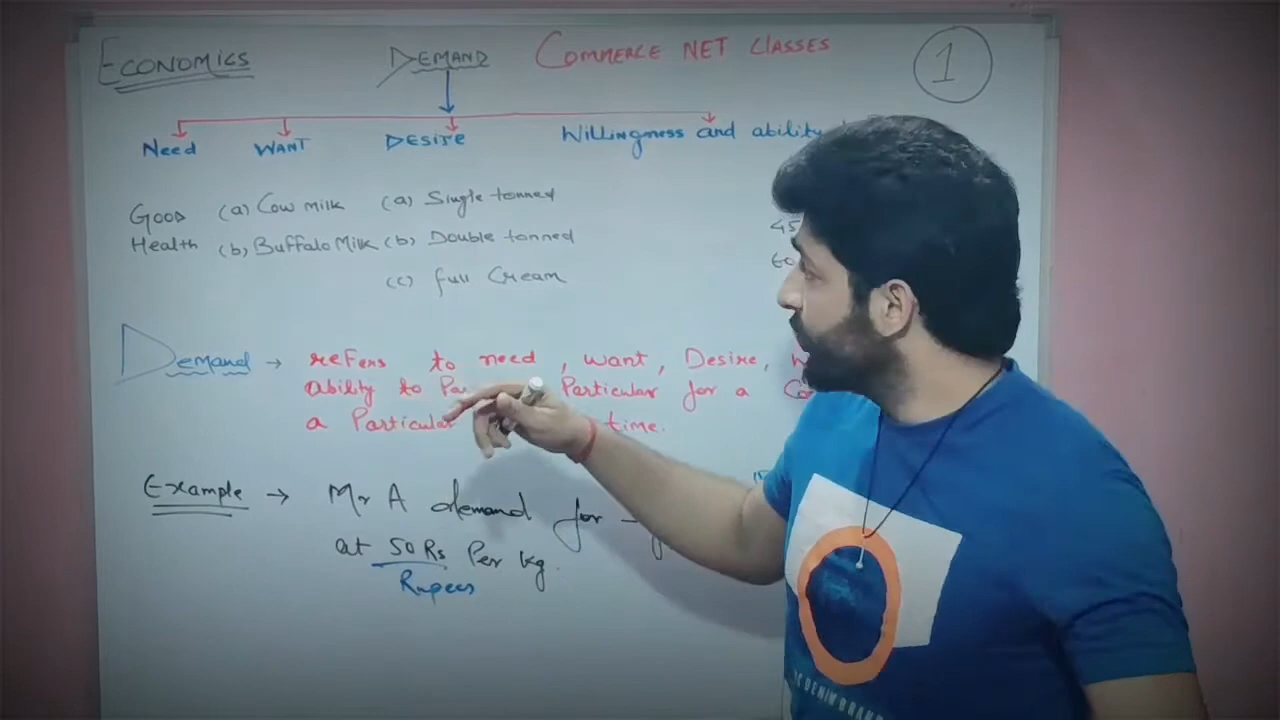 ECONOMICS DEMAND COMMERCE NET CLASSES 1
Need WANT DESIRE Willingness and ability
Good (a) Cow Milk (a) Single tonned
Health (b) Buffalo Milk (b) Double tonned
(c) full Cream
45
60
Demand → refers to need, want, Desire,
ability to Particular for a
a Particular time.
Example → Mr A demand for
at 50 Rs Per kg.
Rupees